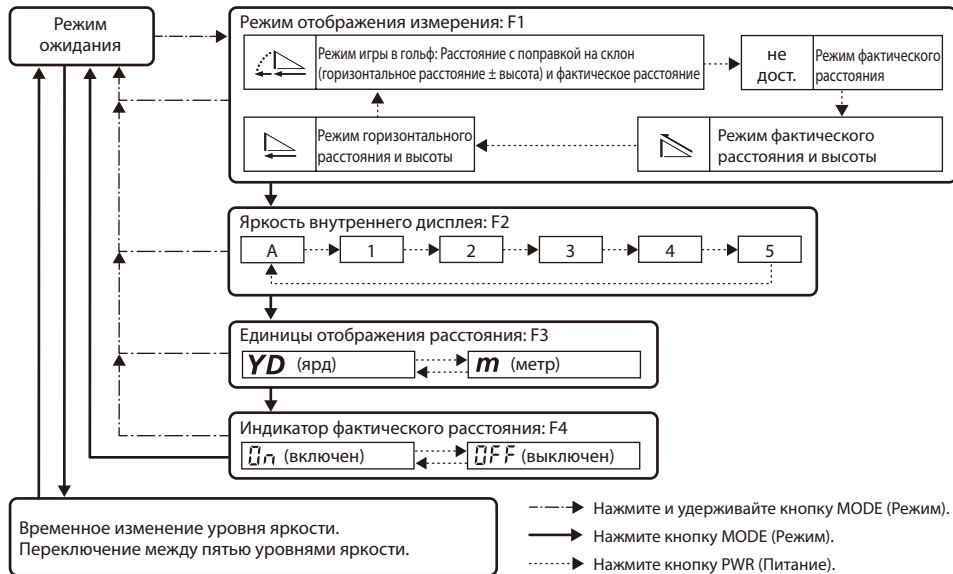 Режим
ожидания
Режим отображения измерения: F1
Режим игры в гольф: Расстояние с поправкой на склон
(горизонтальное расстояние ± высота) и фактическое расстояние
не
дост.
Режим фактического
расстояния
Режим горизонтального
расстояния и высоты
Режим фактического
расстояния и высоты
Яркость внутреннего дисплея: F2
A
1
2
3
4
5
Единицы отображения расстояния: F3
YD (ярд)
m (метр)
Индикатор фактического расстояния: F4
On (включен)
OFF (выключен)
Временное изменение уровня яркости.
Переключение между пятью уровнями яркости.
Нажмите и удерживайте кнопку MODE (Режим).
Нажмите кнопку MODE (Режим).
Нажмите кнопку PWR (Питание).